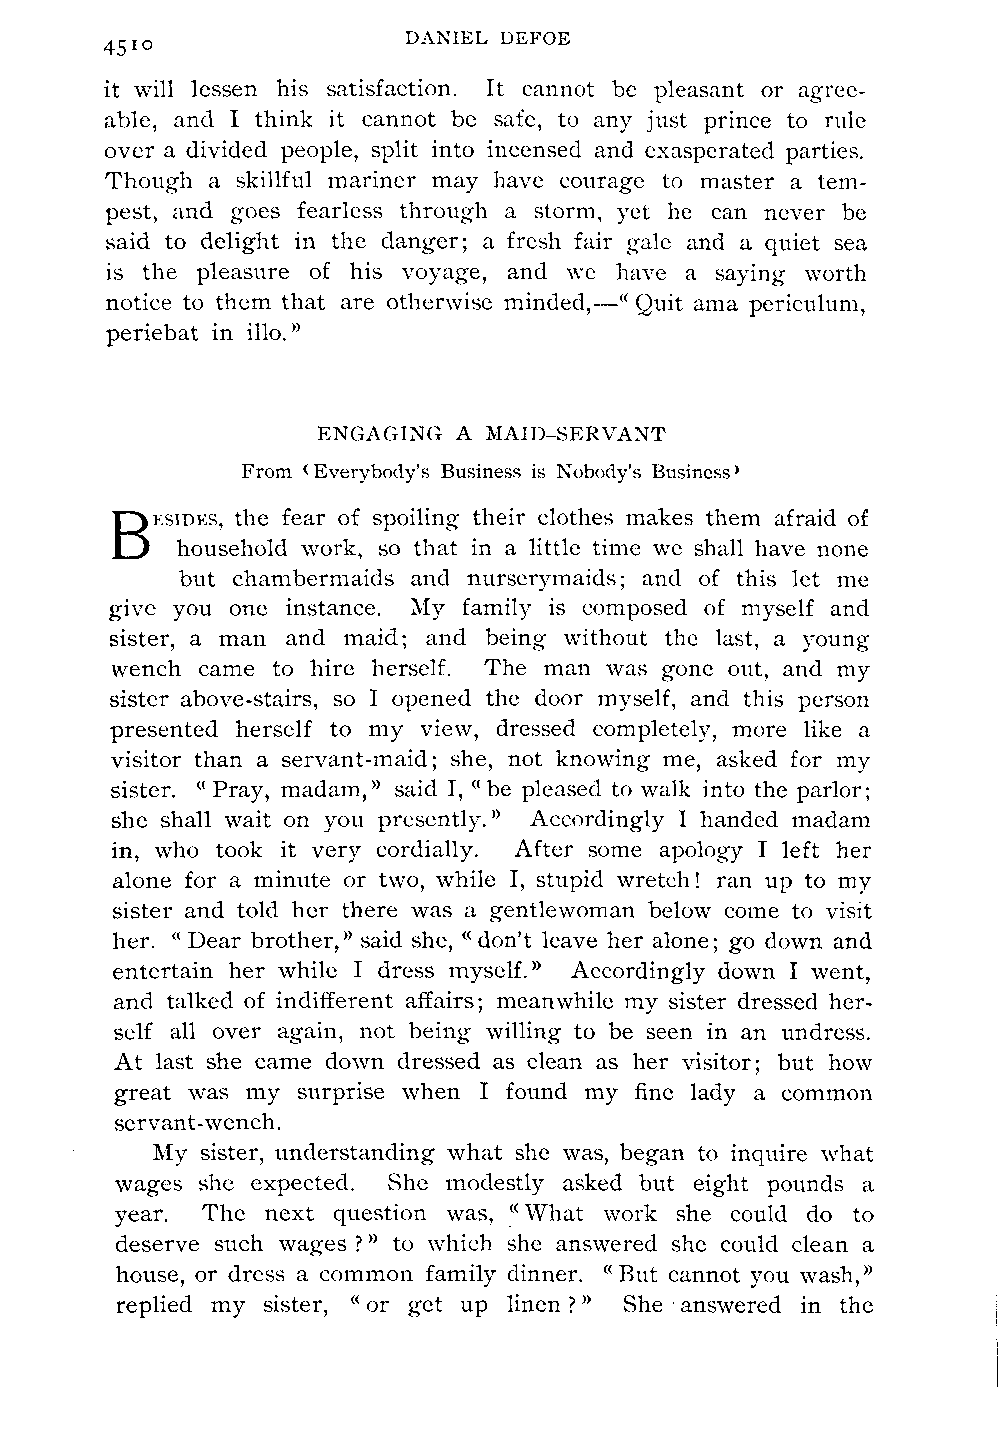 4510
DANIEL DEFOE
it will lessen his satisfaction. It cannot be pleasant or agree-
able, and I think it cannot be safe, to any just prince to rule
over a divided people, split into incensed and exasperated parties.
Though a skillful mariner may have courage to master a tem-
pest, and goes fearless through a storm, yet he can never be
said to delight in the danger; a fresh fair gale and a quiet sea
is the pleasure of his voyage, and we have a saying worth
notice to them that are otherwise minded,—“Quit ama periculum,
periebat in illo.”
ENGAGING A MAID-SERVANT
From ‘Everybody's Business is Nobody's Business’
BESIDES, the fear of spoiling their clothes makes them afraid of
household work, so that in a little time we shall have none
but chambermaids and nurserymaids; and of this let me
give you one instance. My family is composed of myself and
sister, a man and maid; and being without the last, a young
wench came to hire herself. The man was gone out, and my
sister above-stairs, so I opened the door myself, and this person
presented herself to my view, dressed completely, more like a
visitor than a servant-maid; she, not knowing me, asked for my
sister. “Pray, madam,” said I, “be pleased to walk into the parlor;
she shall wait on you presently.” Accordingly I handed madam
in, who took it very cordially. After some apology I left her
alone for a minute or two, while I, stupid wretch! ran up to my
sister and told her there was a gentlewoman below come to visit
her. “Dear brother,” said she, “don't leave her alone; go down and
entertain her while I dress myself.” Accordingly down I went,
and talked of indifferent affairs; meanwhile my sister dressed her-
self all over again, not being willing to be seen in an undress.
At last she came down dressed as clean as her visitor; but how
great was my surprise when I found my fine lady a common
servant-wench.
My sister, understanding what she was, began to inquire what
wages she expected. She modestly asked but eight pounds a
year. The next question was, “What work she could do to
deserve such wages?” to which she answered she could clean a
house, or dress a common family dinner. “But cannot you wash,”
replied my sister, “or get up linen?” She answered in the